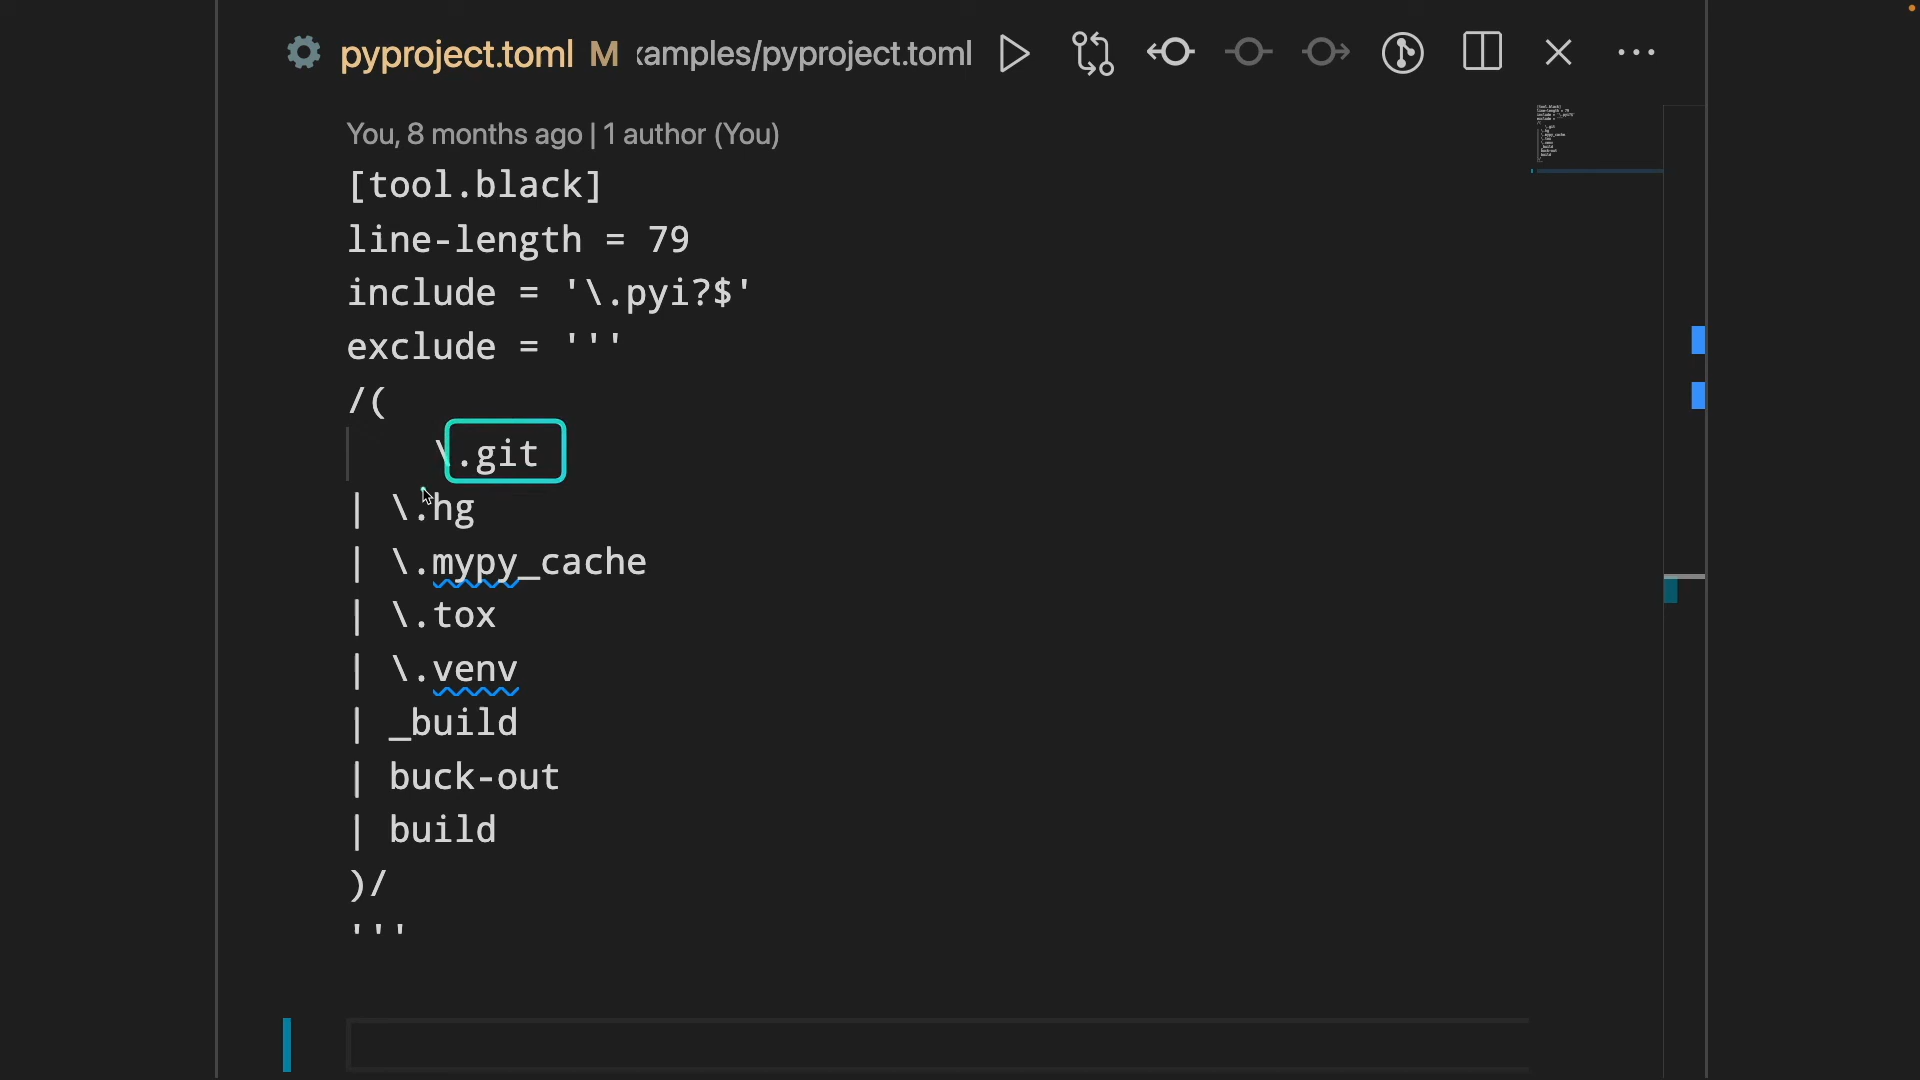 pyproject.toml M xamples/pyproject.toml
You, 8 months ago | 1 author (You)
[tool.black]
line-length = 79
include = '\.pyi?$'
exclude = '''
/(
\.git
| \.hg
| \.mypy_cache
| \.tox
| \.venv
| _build
| buck-out
| build
)/
'''